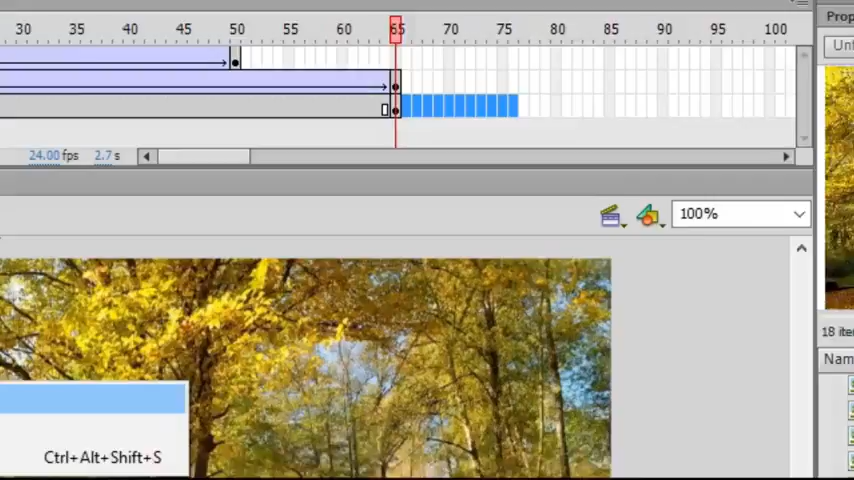 Prop
30 35 40 45 50 55 60 65 70 75 80 85 90 95 100
24.00 fps 2.7 s
100%
18 ite
Nam
Ctrl+Alt+Shift+S